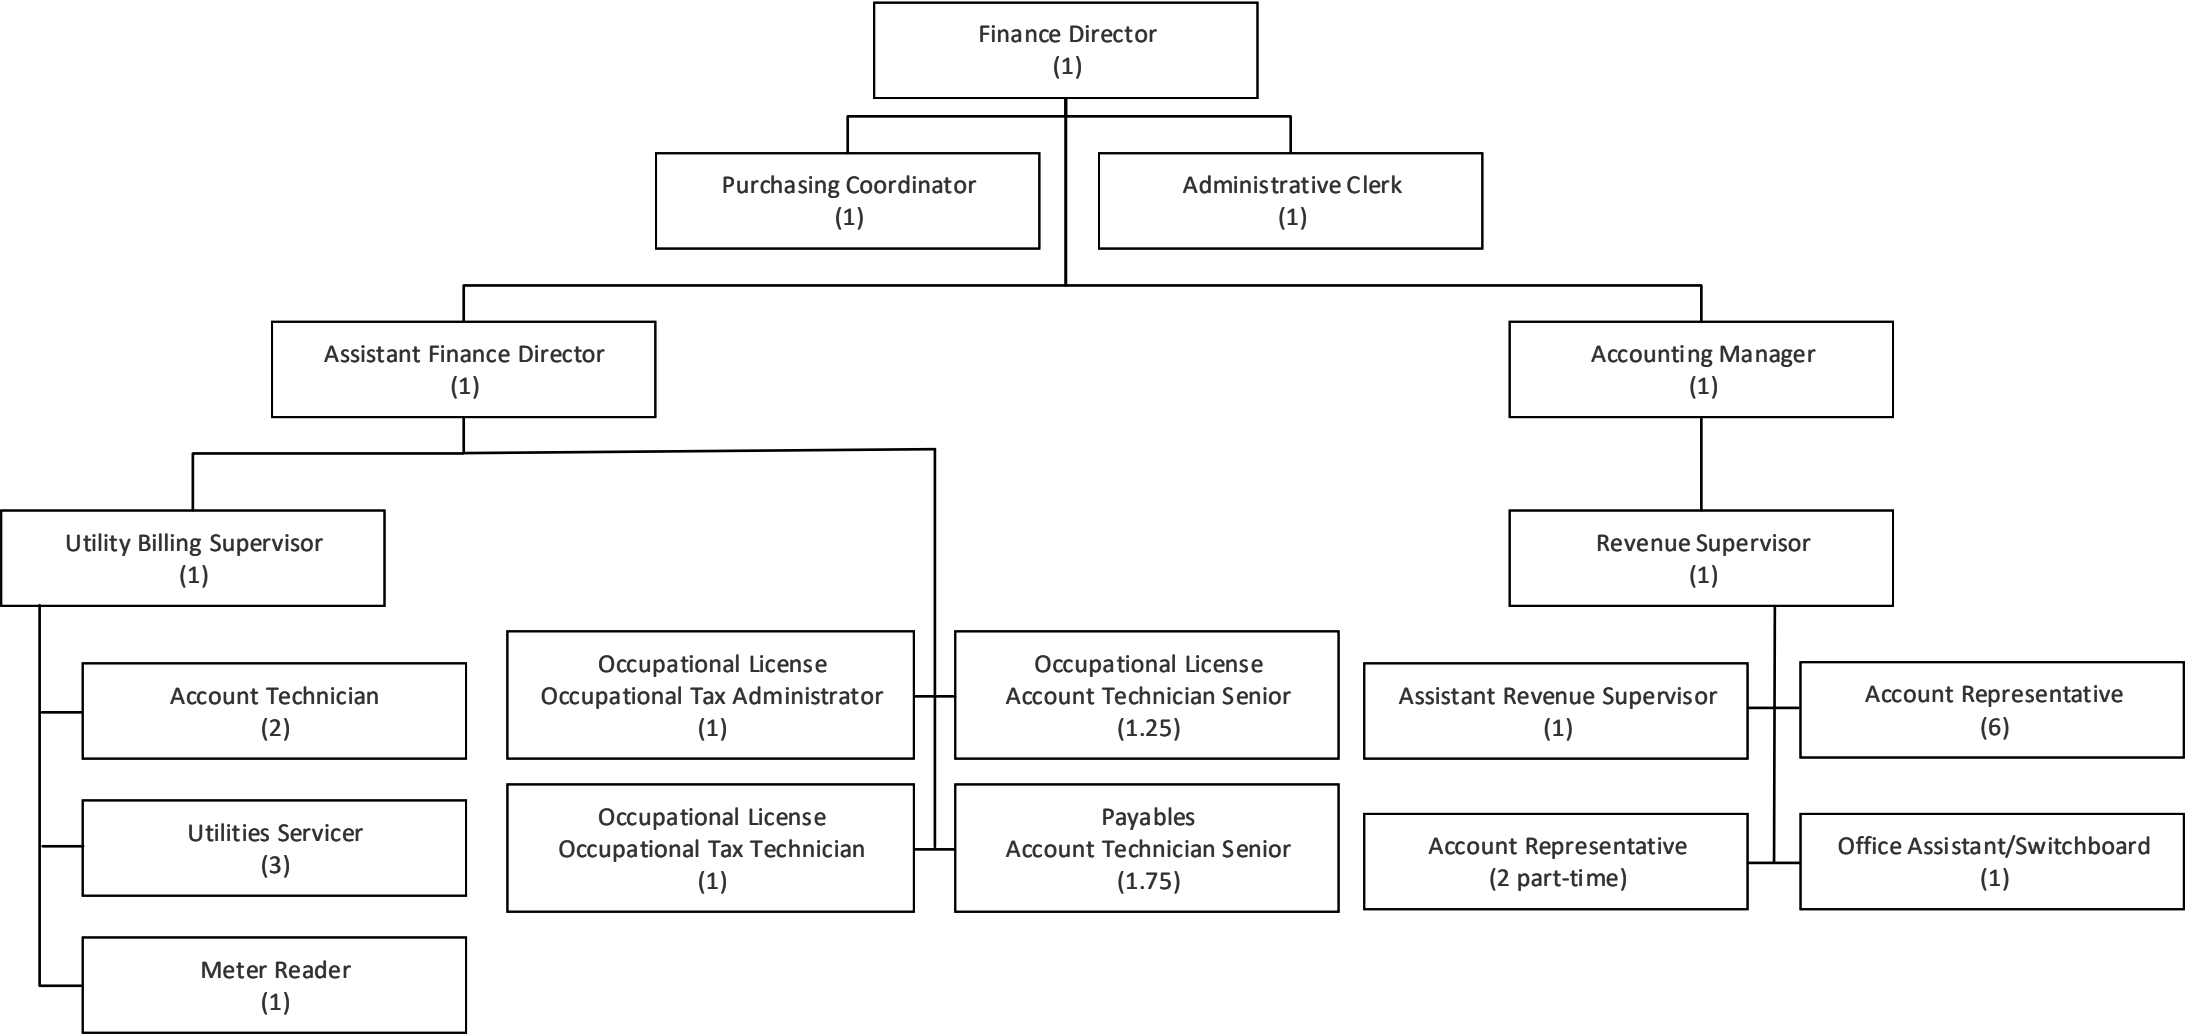 Finance Director
(1)
Purchasing Coordinator
(1)
Administrative Clerk
(1)
Assistant Finance Director
(1)
Accounting Manager
(1)
Utility Billing Supervisor
(1)
Revenue Supervisor
(1)
Account Technician
(2)
Utilities Servicer
(3)
Meter Reader
(1)
Occupational License
Occupational Tax Administrator
(1)
Occupational License
Account Technician Senior
(1.25)
Occupational License
Occupational Tax Technician
(1)
Payables
Account Technician Senior
(1.75)
Assistant Revenue Supervisor
(1)
Account Representative
(6)
Account Representative
(2 part-time)
Office Assistant/Switchboard
(1)